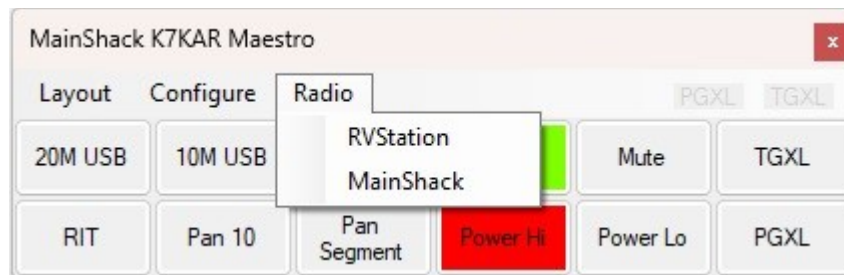 MainShack K7KAR Maestro
x
Layout Configure Radio PGXL TGXL
RVStation
MainShack
20M USB 10M USB Mute TGXL
RIT Pan 10 Pan Segment Power Hi Power Lo PGXL